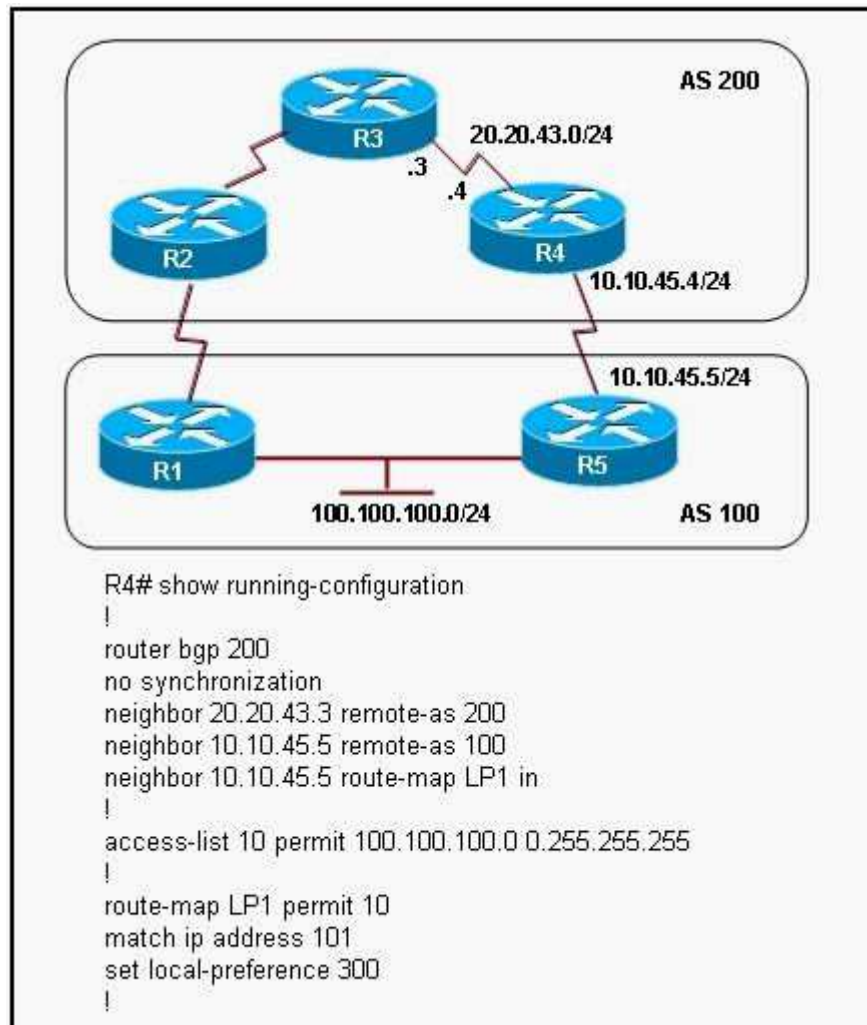 AS 200
R3
20.20.43.0/24
.3
.4
R2
R4
10.10.45.4/24
10.10.45.5/24
R1
R5
100.100.100.0/24
AS 100
R4# show running-configuration
!
router bgp 200
no synchronization
neighbor 20.20.43.3 remote-as 200
neighbor 10.10.45.5 remote-as 100
neighbor 10.10.45.5 route-map LP1 in
!
access-list 10 permit 100.100.100.0 0.255.255.255
!
route-map LP1 permit 10
match ip address 101
set local-preference 300
!